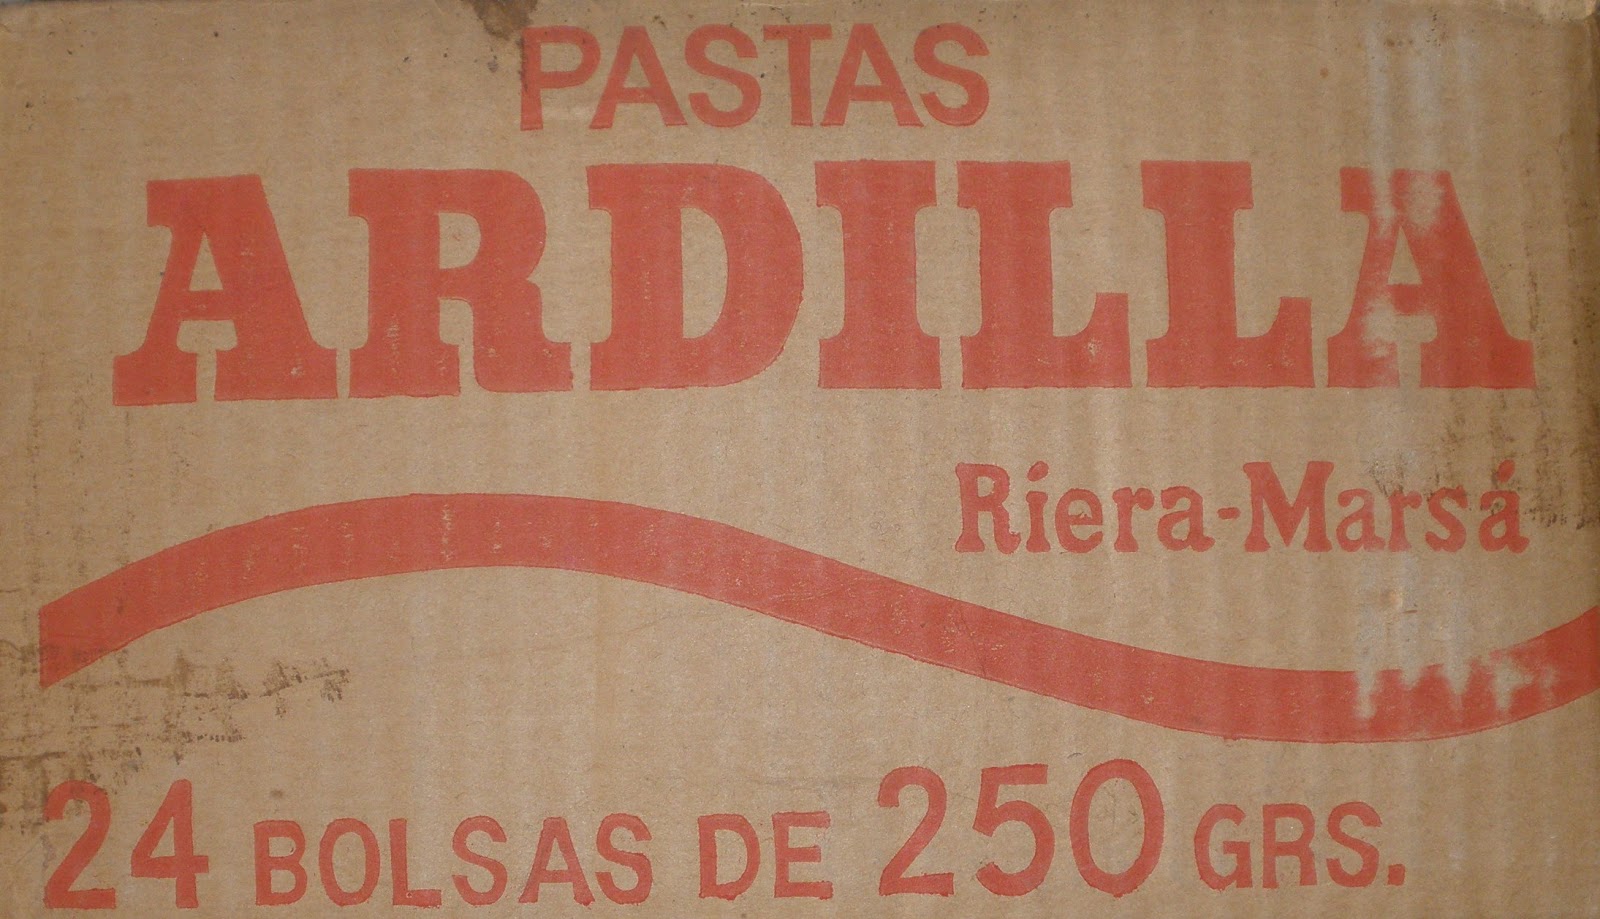 PASTAS
ARDILLA
Riera-Marsá
24 BOLSAS DE 250 GRS.